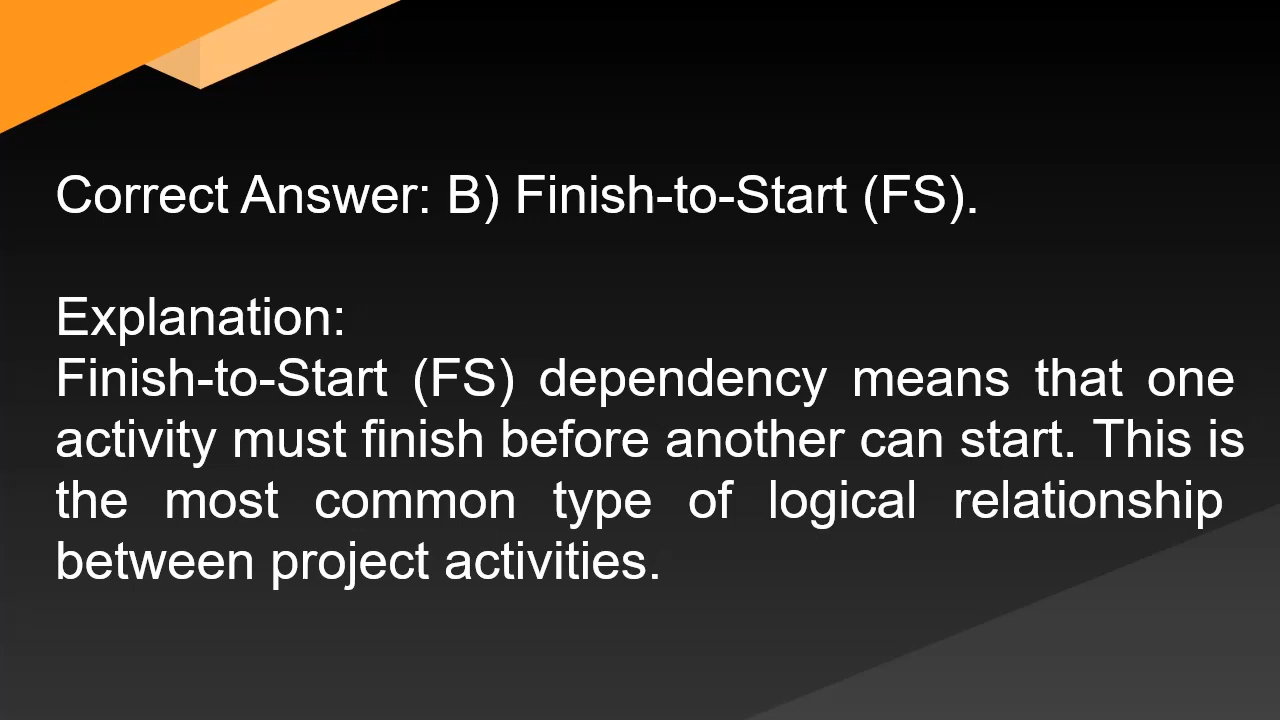 Correct Answer: B) Finish-to-Start (FS).
Explanation:
Finish-to-Start (FS) dependency means that one
activity must finish before another can start. This is
the most common type of logical relationship
between project activities.